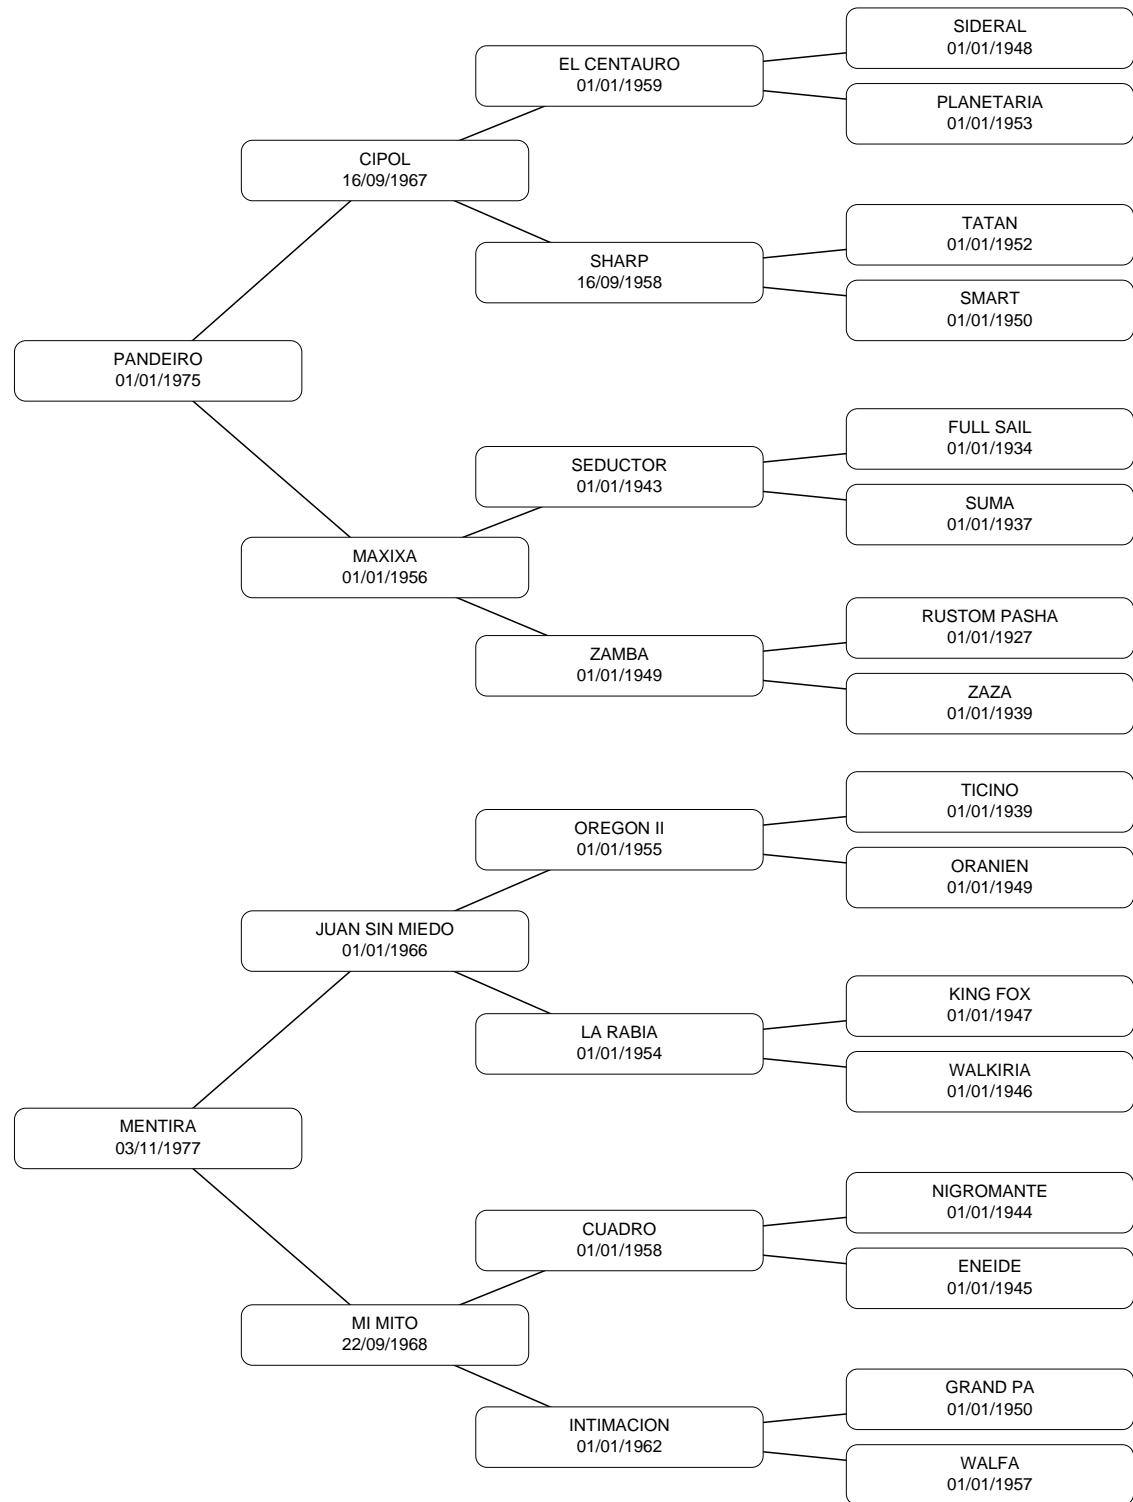 SIDERAL
01/01/1948
EL CENTAURO
01/01/1959
PLANETARIA
01/01/1953
CIPOL
16/09/1967
TATAN
01/01/1952
SHARP
16/09/1958
SMART
01/01/1950
PANDEIRO
01/01/1975
FULL SAIL
01/01/1934
SEDUCTOR
01/01/1943
SUMA
01/01/1937
MAXIXA
01/01/1956
RUSTOM PASHA
01/01/1927
ZAMBA
01/01/1949
ZAZA
01/01/1939
TICINO
01/01/1939
OREGON II
01/01/1955
ORANIEN
01/01/1949
JUAN SIN MIEDO
01/01/1966
KING FOX
01/01/1947
LA RABIA
01/01/1954
WALKIRIA
01/01/1946
MENTIRA
03/11/1977
NIGROMANTE
01/01/1944
CUADRO
01/01/1958
ENEIDE
01/01/1945
MI MITO
22/09/1968
GRAND PA
01/01/1950
INTIMACION
01/01/1962
WALFA
01/01/1957